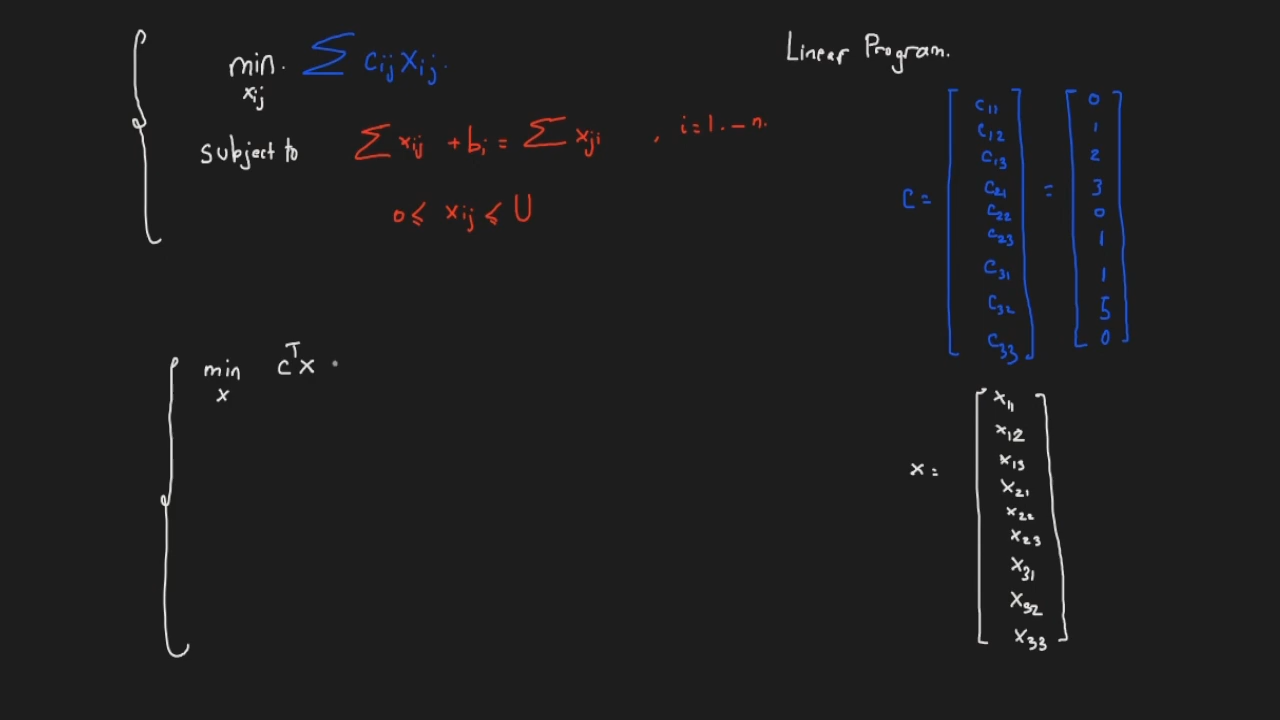 min. ∑ cij xij.
xij
subject to ∑ xij + bi = ∑ xji , i=1.-n.
0 ≤ xij ≤ U
Linear Program.
C = [ C11 C12 C13 C21 C22 C23 C31 C32 C33 ] = [ 0 1 2 3 0 1 1 5 0 ]
min cᵀx
x
x = [ x11 x12 x13 x21 x22 x23 x31 x32 x33 ]